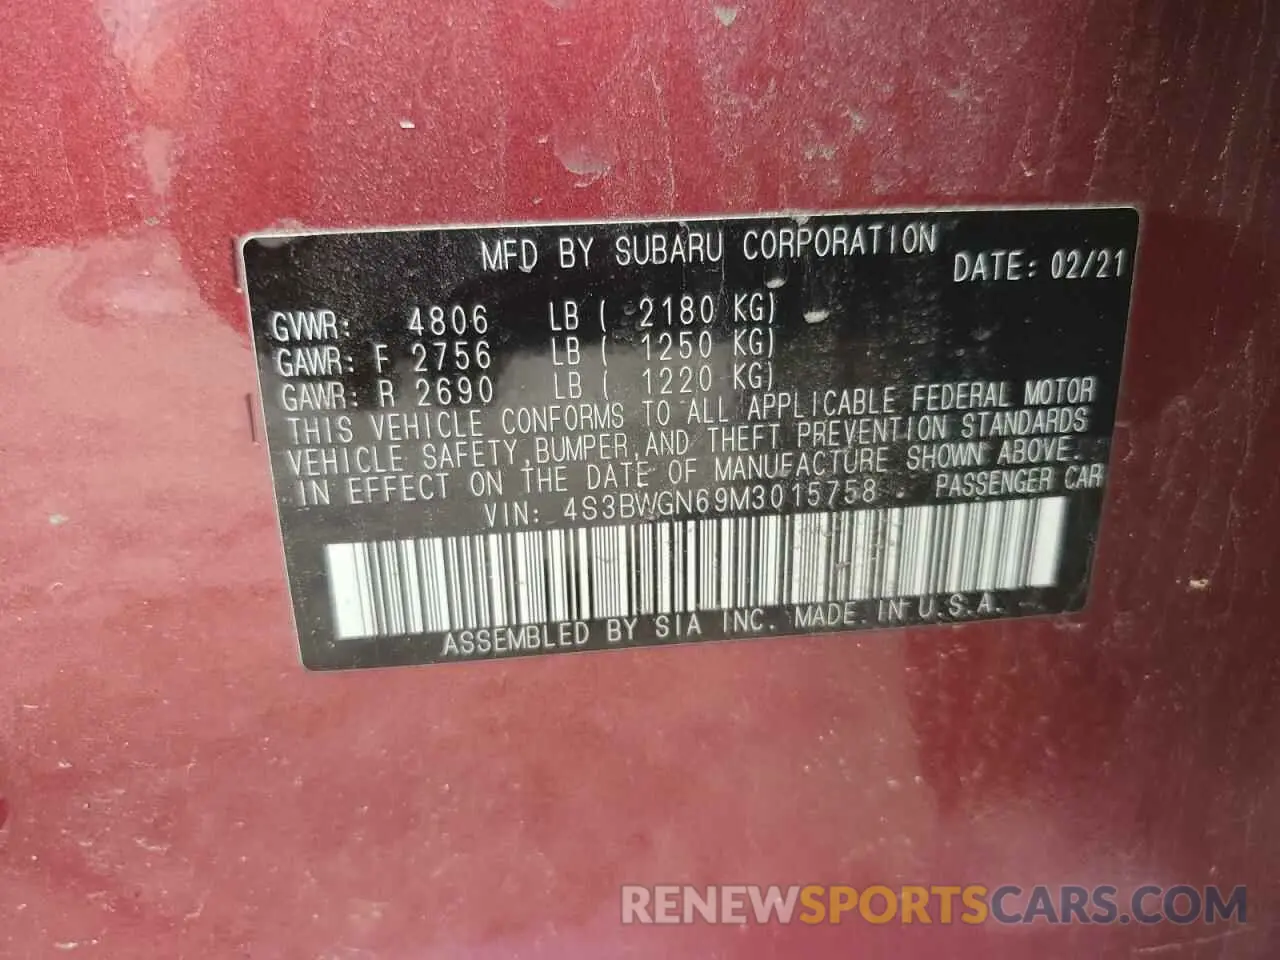 MFD BY SUBARU CORPORATION
DATE: 02/21
GVWR: 4806 LB ( 2180 KG)
GAWR: F 2756 LB ( 1250 KG)
GAWR: R 2690 LB ( 1220 KG)
THIS VEHICLE CONFORMS TO ALL APPLICABLE FEDERAL MOTOR
VEHICLE SAFETY, BUMPER, AND THEFT PREVENTION STANDARDS
IN EFFECT ON THE DATE OF MANUFACTURE SHOWN ABOVE.
VIN: 4S3BWGN69M3015758 PASSENGER CAR
ASSEMBLED BY SIA INC. MADE IN U.S.A.
RENEWSPORTSCARS.COM